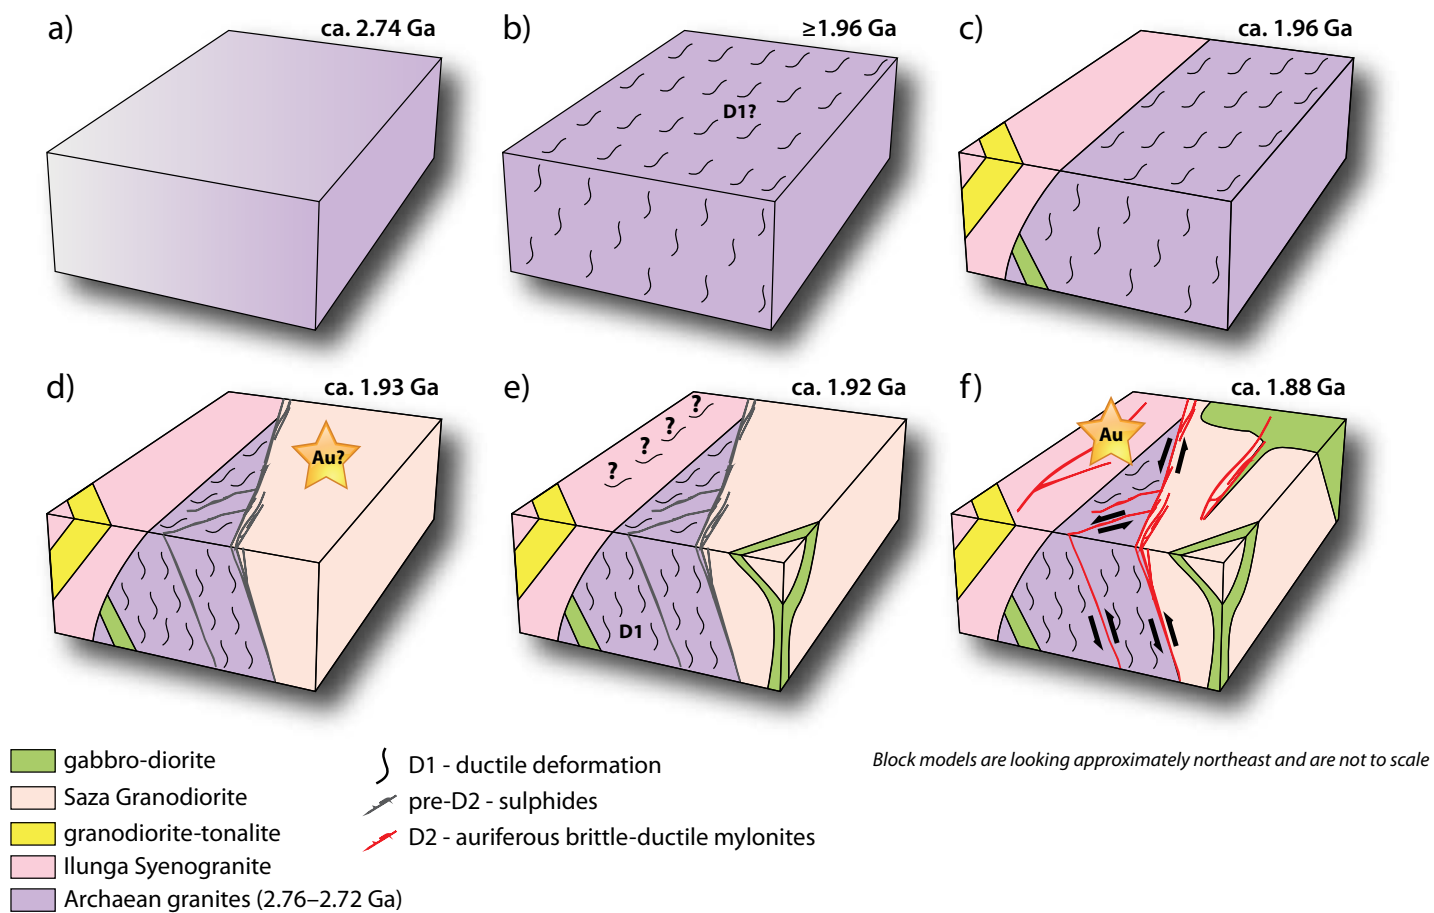 a)
ca. 2.74 Ga
b)
≥1.96 Ga
D1?
c)
ca. 1.96 Ga
d)
ca. 1.93 Ga
Au?
e)
ca. 1.92 Ga
?
?
?
?
D1
f)
ca. 1.88 Ga
Au
gabbro-diorite
Saza Granodiorite
granodiorite-tonalite
Ilunga Syenogranite
Archaean granites (2.76–2.72 Ga)
D1 - ductile deformation
pre-D2 - sulphides
D2 - auriferous brittle-ductile mylonites
Block models are looking approximately northeast and are not to scale